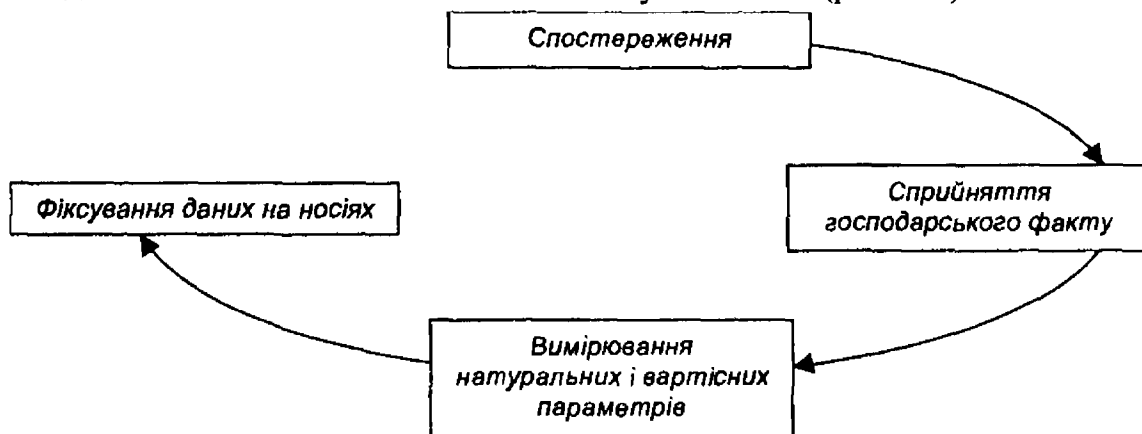 Спостереження
Сприйняття
господарського факту
Вимірювання
натуральних і вартісних
параметрів
Фіксування даних на носіях